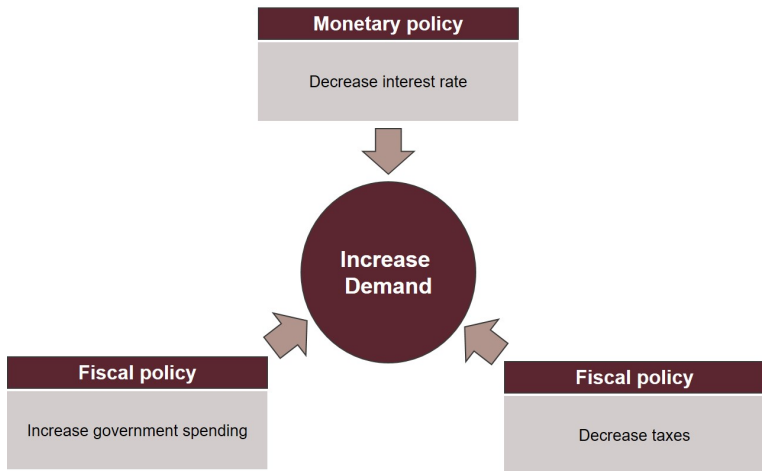 Monetary policy
Decrease interest rate
Increase
Demand
Fiscal policy
Increase government spending
Fiscal policy
Decrease taxes